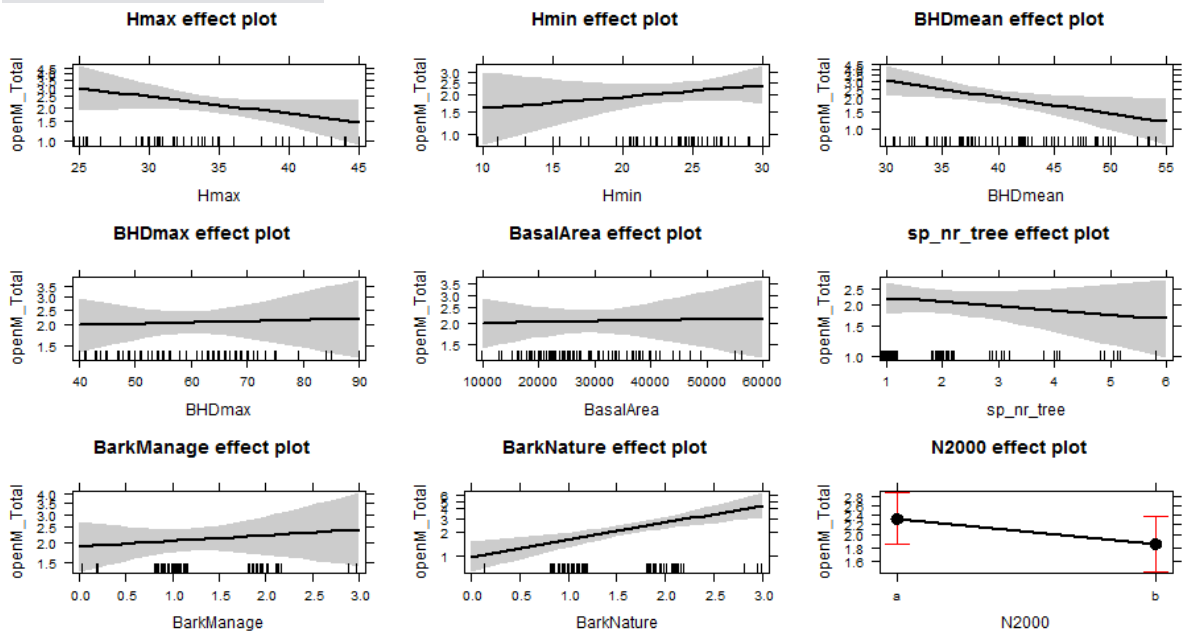 Hmax effect plot
openM_Total
4.5
3.5
3.0
2.5
2.0
1.5
1.0
25 30 35 40 45
Hmax
Hmin effect plot
openM_Total
3.0
2.5
2.0
1.5
1.0
10 15 20 25 30
Hmin
BHDmean effect plot
openM_Total
4.5
3.5
3.0
2.5
2.0
1.5
1.0
30 35 40 45 50 55
BHDmean
BHDmax effect plot
openM_Total
3.5
3.0
2.5
2.0
1.5
40 50 60 70 80 90
BHDmax
BasalArea effect plot
openM_Total
3.5
3.0
2.5
2.0
1.5
10000 20000 30000 40000 50000 60000
BasalArea
sp_nr_tree effect plot
openM_Total
2.5
2.0
1.5
1.0
1 2 3 4 5 6
sp_nr_tree
BarkManage effect plot
openM_Total
4.0
3.5
3.0
2.5
2.0
1.5
0.0 0.5 1.0 1.5 2.0 2.5 3.0
BarkManage
BarkNature effect plot
openM_Total
6
5
4
3
2
1
0.0 0.5 1.0 1.5 2.0 2.5 3.0
BarkNature
N2000 effect plot
openM_Total
2.8
2.6
2.4
2.2
2.0
1.8
1.6
a b
N2000